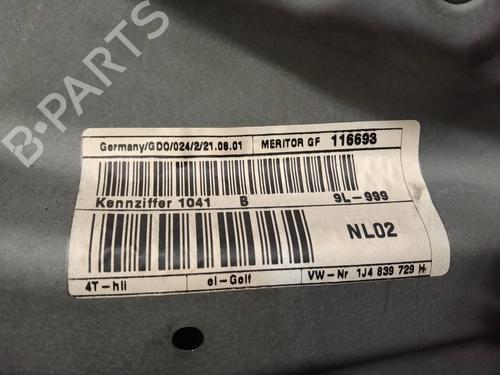 B-PARTS
Germany/GDO/024/2/21.08.01 MERITOR GF 116693
Kennziffer 1041 B 9L-999
NL02
4T-hli el-Golf VW-Nr 1J4 839 729 H